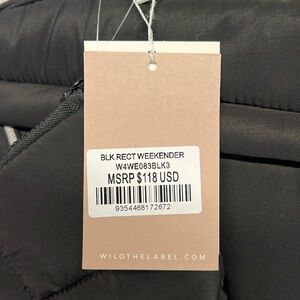 BLK RECT WEEKENDER
W4WE083BLK3
MSRP $118 USD
9354468172672
WILOTHELABEL.COM